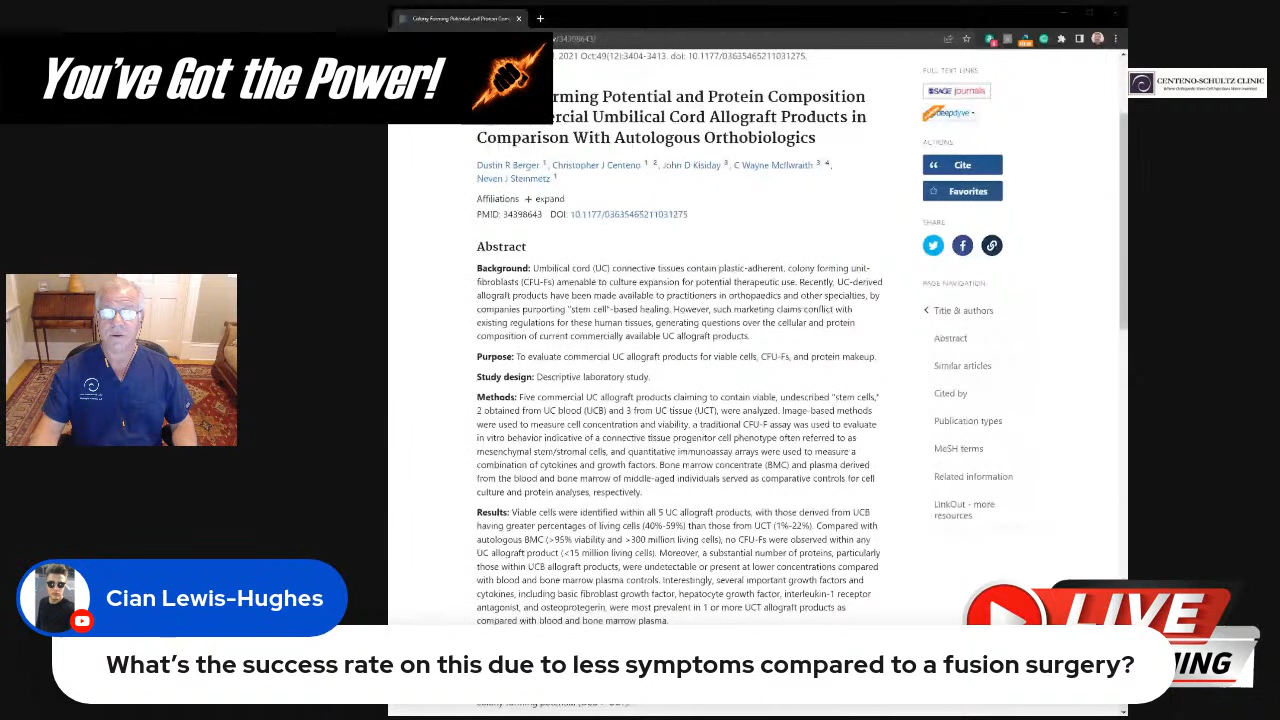 Colony Forming Potential and Protein Com
You've Got the Power!
34398643/
2021 Oct;49(12):3404-3413. doi: 10.1177/03635465211031275.
rming Potential and Protein Composition
ercial Umbilical Cord Allograft Products in
Comparison With Autologous Orthobiologics
Dustin R Berger 1, Christopher J Centeno 1 2, John D Kisiday 3, C Wayne McIlwraith 3 4,
Neven J Steinmetz 1
Affiliations + expand
PMID: 34398643 DOI: 10.1177/03635465211031275
Abstract
Background: Umbilical cord (UC) connective tissues contain plastic-adherent, colony forming unit-
fibroblasts (CFU-Fs) amenable to culture expansion for potential therapeutic use. Recently, UC-derived
allograft products have been made available to practitioners in orthopaedics and other specialties, by
companies purporting "stem cell"-based healing. However, such marketing claims conflict with
existing regulations for these human tissues, generating questions over the cellular and protein
composition of current commercially available UC allograft products.
Purpose: To evaluate commercial UC allograft products for viable cells, CFU-Fs, and protein makeup.
Study design: Descriptive laboratory study.
Methods: Five commercial UC allograft products claiming to contain viable, undescribed "stem cells,"
2 obtained from UC blood (UCB) and 3 from UC tissue (UCT), were analyzed. Image-based methods
were used to measure cell concentration and viability, a traditional CFU-F assay was used to evaluate
in vitro behavior indicative of a connective tissue progenitor cell phenotype often referred to as
mesenchymal stem/stromal cells, and quantitative immunoassay arrays were used to measure a
combination of cytokines and growth factors. Bone marrow concentrate (BMC) and plasma derived
from the blood and bone marrow of middle-aged individuals served as comparative controls for cell
culture and protein analyses, respectively.
Results: Viable cells were identified within all 5 UC allograft products, with those derived from UCB
having greater percentages of living cells (40%-59%) than those from UCT (1%-22%). Compared with
autologous BMC (>95% viability and >300 million living cells), no CFU-Fs were observed within any
UC allograft product (<15 million living cells). Moreover, a substantial number of proteins, particularly
those within UCB allograft products, were undetectable or present at lower concentrations compared
with blood and bone marrow plasma controls. Interestingly, several important growth factors and
cytokines, including basic fibroblast growth factor, hepatocyte growth factor, interleukin-1 receptor
antagonist, and osteoprotegerin, were most prevalent in 1 or more UCT allograft products as
compared with blood and bone marrow plasma.
FULL TEXT LINKS
SAGE journals
deepdyve
ACTIONS
Cite
Favorites
SHARE
PAGE NAVIGATION
Title & authors
Abstract
Similar articles
Cited by
Publication types
MeSH terms
Related information
LinkOut - more
resources
CENTENO-SCHULTZ CLINIC
Cian Lewis-Hughes
LIVE
NING
What's the success rate on this due to less symptoms compared to a fusion surgery?